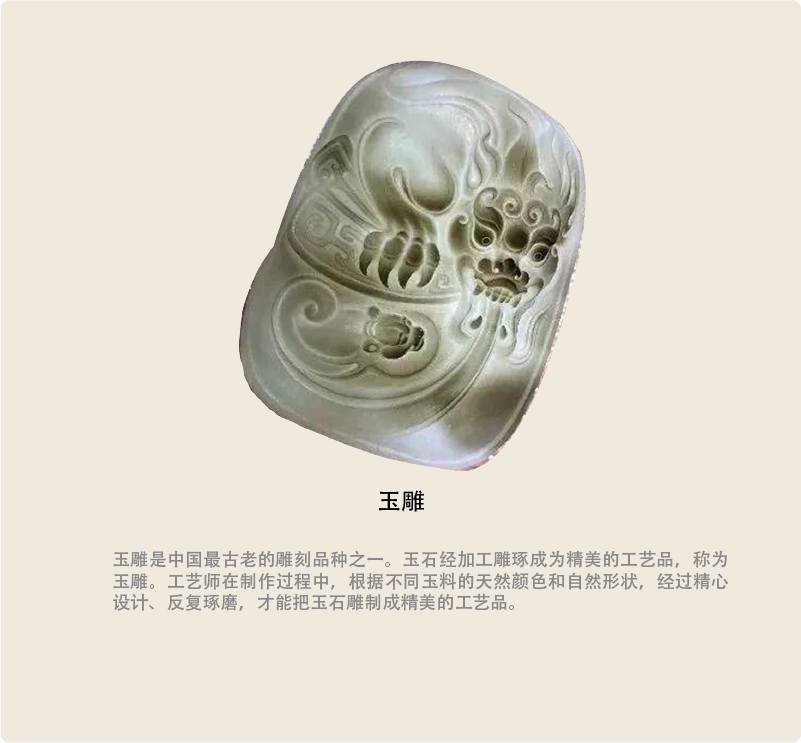 玉雕
玉雕是中国最古老的雕刻品种之一。玉石经加工雕琢成为精美的工艺品，称为
玉雕。工艺师在制作过程中，根据不同玉料的天然颜色和自然形状，经过精心
设计、反复琢磨，才能把玉石雕制成精美的工艺品。